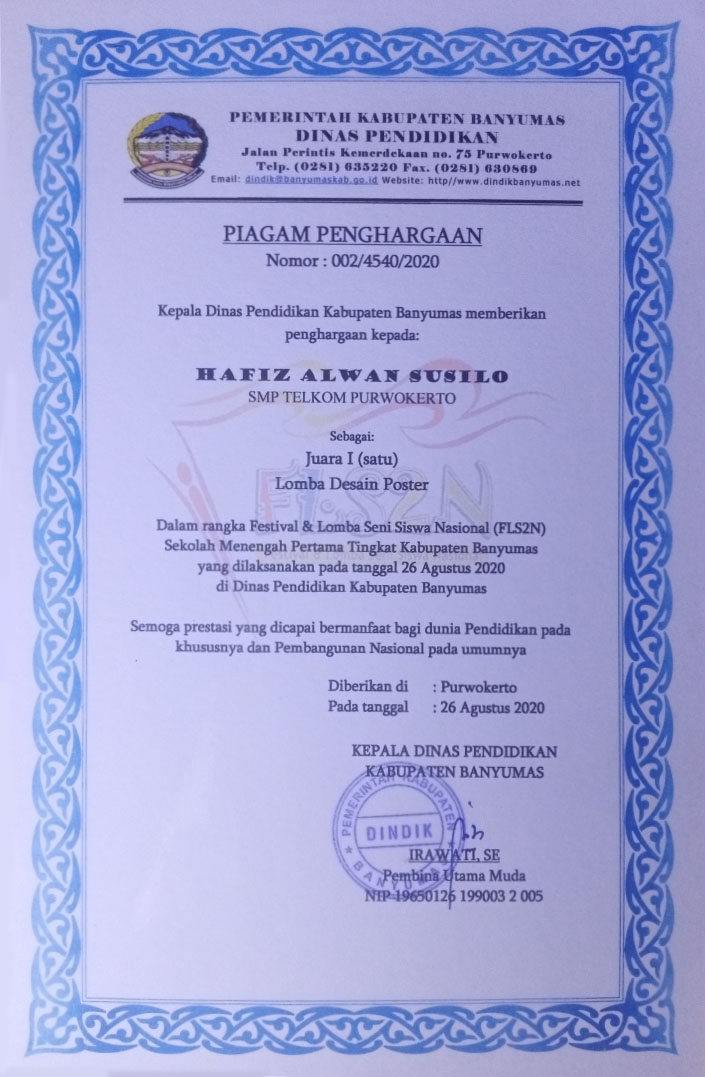 PEMERINTAH KABUPATEN BANYUMAS
DINAS PENDIDIKAN
Jalan Perintis Kemerdekaan no. 75 Purwokerto
Telp. (0281) 635220 Fax. (0281) 630869
Email: dindik@banyumaskab.go.id Website: http//www.dindikbanyumas.net
PIAGAM PENGHARGAAN
Nomor : 002/4540/2020
Kepala Dinas Pendidikan Kabupaten Banyumas memberikan
penghargaan kepada:
HAFIZ ALWAN SUSILO
SMP TELKOM PURWOKERTO
Sebagai:
Juara I (satu)
Lomba Desain Poster
FLS2N
Dalam rangka Festival & Lomba Seni Siswa Nasional (FLS2N)
Sekolah Menengah Pertama Tingkat Kabupaten Banyumas
yang dilaksanakan pada tanggal 26 Agustus 2020
di Dinas Pendidikan Kabupaten Banyumas
Semoga prestasi yang dicapai bermanfaat bagi dunia Pendidikan pada
khususnya dan Pembangunan Nasional pada umumnya
Diberikan di : Purwokerto
Pada tanggal : 26 Agustus 2020
KEPALA DINAS PENDIDIKAN
KABUPATEN BANYUMAS
PEMERINTAH KABUPATEN
DINDIK
BANYUMAS
IRAWATI, SE
Pembina Utama Muda
NIP 19650126 199003 2 005